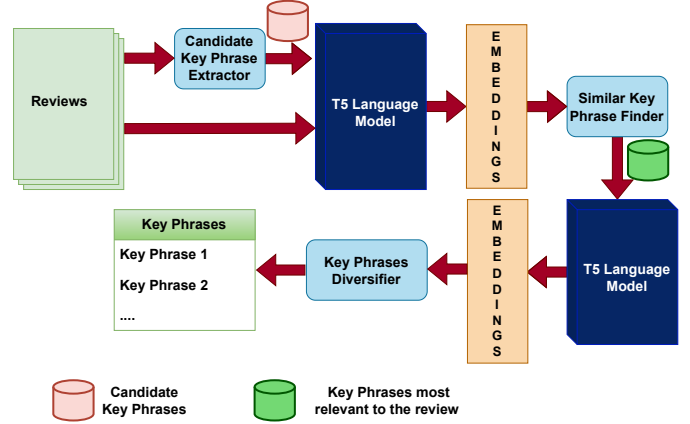 Reviews
Candidate
Key Phrase
Extractor
T5 Language
Model
E
M
B
E
D
D
I
N
G
S
Similar Key
Phrase Finder
T5 Language
Model
E
M
B
E
D
D
I
N
G
S
Key Phrases
Diversifier
Key Phrases
Key Phrase 1
Key Phrase 2
....
Candidate
Key Phrases
Key Phrases most
relevant to the review